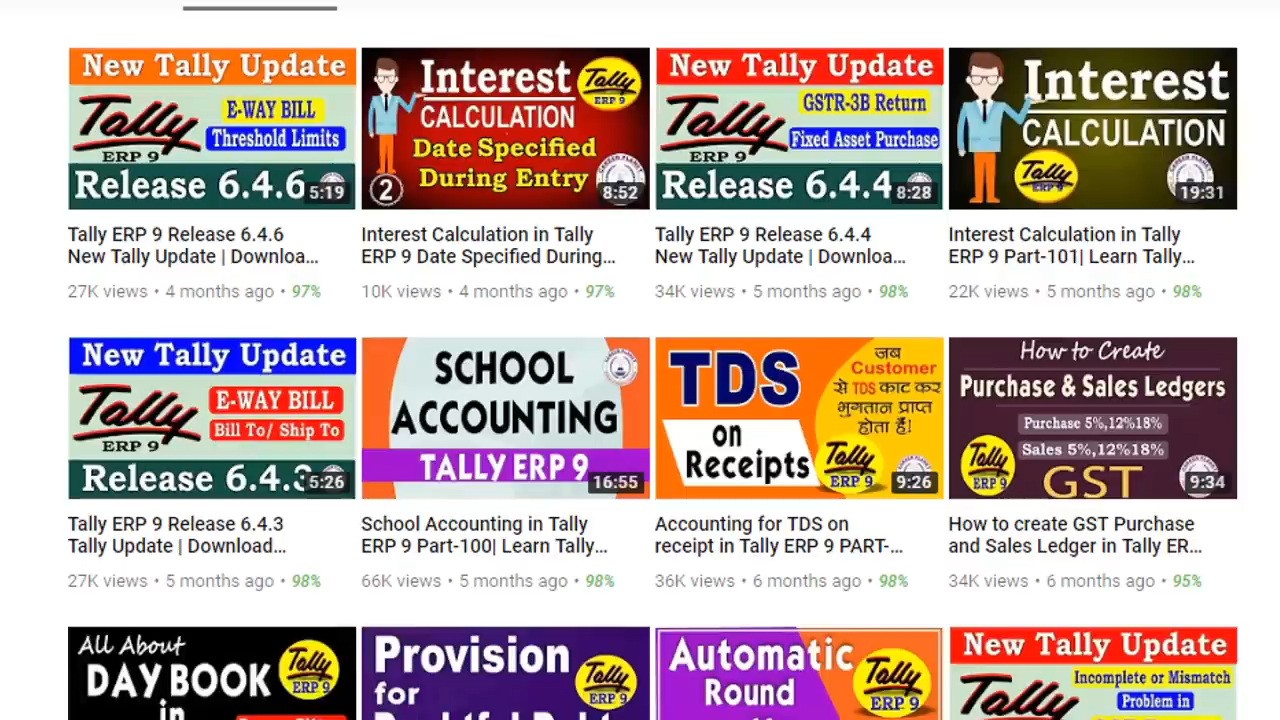 New Tally Update
Tally
ERP 9
E-WAY BILL
Threshold Limits
Release 6.4.6
5:19
Tally ERP 9 Release 6.4.6
New Tally Update | Downloa...
27K views • 4 months ago • 97%
Interest
CALCULATION
Tally
ERP 9
Date Specified
During Entry
2
8:52
Interest Calculation in Tally
ERP 9 Date Specified During...
10K views • 4 months ago • 97%
New Tally Update
Tally
ERP 9
GSTR-3B Return
Fixed Asset Purchase
Release 6.4.4
8:28
Tally ERP 9 Release 6.4.4
New Tally Update | Downloa...
34K views • 5 months ago • 98%
Interest
CALCULATION
Tally
ERP 9
19:31
Interest Calculation in Tally
ERP 9 Part-101| Learn Tally...
22K views • 5 months ago • 98%
New Tally Update
Tally
ERP 9
E-WAY BILL
Bill To/ Ship To
Release 6.4.3
5:26
Tally ERP 9 Release 6.4.3
Tally Update | Download...
27K views • 5 months ago • 98%
SCHOOL
ACCOUNTING
TALLY ERP 9
16:55
School Accounting in Tally
ERP 9 Part-100| Learn Tally...
66K views • 5 months ago • 98%
TDS
on
Receipts
जब
Customer
से TDS काट कर
भुगतान प्राप्त
होता हैं!
Tally
ERP 9
9:26
Accounting for TDS on
receipt in Tally ERP 9 PART-...
36K views • 6 months ago • 98%
How to Create
Purchase & Sales Ledgers
Purchase 5%,12%18%
Sales 5%,12%18%
Tally
ERP 9
GST
9:34
How to create GST Purchase
and Sales Ledger in Tally ER...
34K views • 6 months ago • 95%
All About
DAY BOOK
in
Tally
ERP 9
Provision
for
Tally
ERP 9
Automatic
Round
Tally
ERP 9
New Tally Update
Tally
Incomplete or Mismatch
Problem in